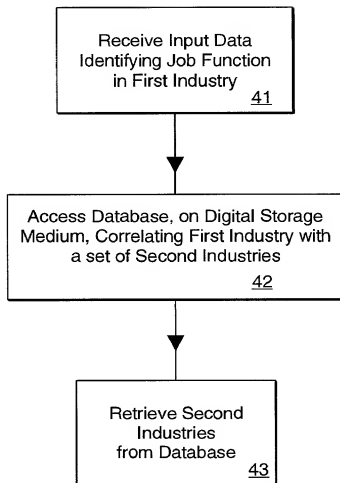 Receive Input Data
Identifying Job Function
in First Industry
41
Access Database, on Digital Storage
Medium, Correlating First Industry with
a set of Second Industries
42
Retrieve Second
Industries
from Database
43